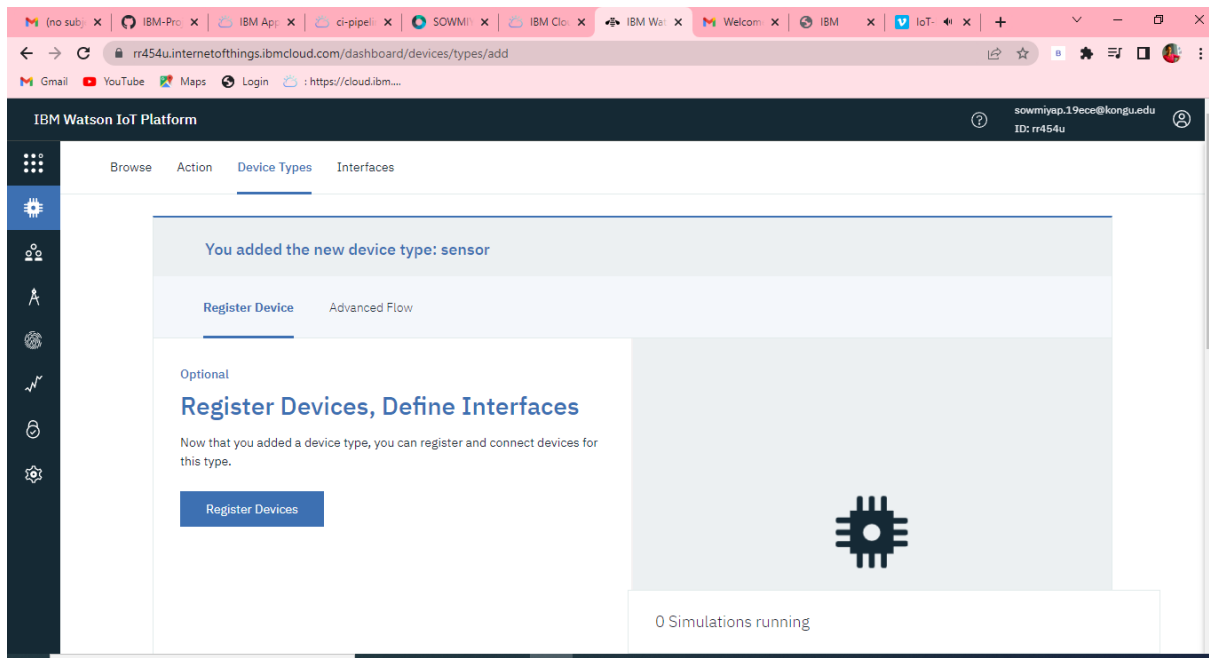 (no subj
IBM-Pro
IBM App
ci-pipeli
SOWMIY
IBM Clou
IBM Wat
Welcom
IBM
IoT-
rr454u.internetofthings.ibmcloud.com/dashboard/devices/types/add
Gmail YouTube Maps Login : https://cloud.ibm....
IBM Watson IoT Platform
sowmiyap.19ece@kongu.edu
ID: rr454u
Browse Action Device Types Interfaces
You added the new device type: sensor
Register Device Advanced Flow
Optional
Register Devices, Define Interfaces
Now that you added a device type, you can register and connect devices for
this type.
Register Devices
0 Simulations running